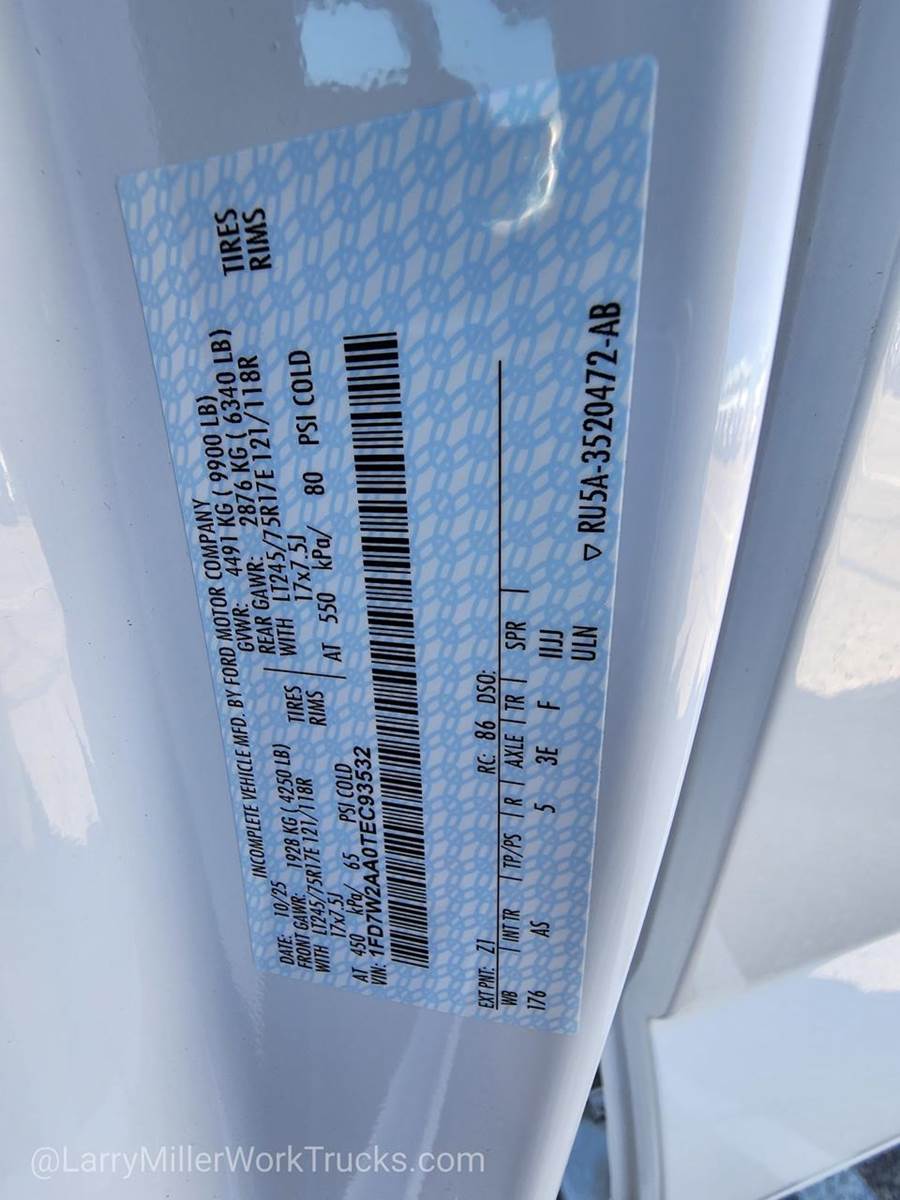 INCOMPLETE VEHICLE MFD. BY FORD MOTOR COMPANY
DATE: 10/25 GVWR: 4491 KG ( 9900 LB)
FRONT GAWR: 1928 KG ( 4250 LB) REAR GAWR: 2876 KG ( 6340 LB)
WITH LT245/75R17E 121/118R TIRES WITH LT245/75R17E 121/118R TIRES
17x7.5J RIMS 17x7.5J RIMS
AT 450 kPa/ 65 PSI COLD AT 550 kPa/ 80 PSI COLD
VIN: 1FD7W2AA0TEC93532
EXT PNT: Z1 RC: 86 DSO:
WB INT TR TP/PS R AXLE TR SPR
176 AS 5 3E F IIJJ
ULN
▽ RU5A-3520472-AB
@LarryMillerWorkTrucks.com